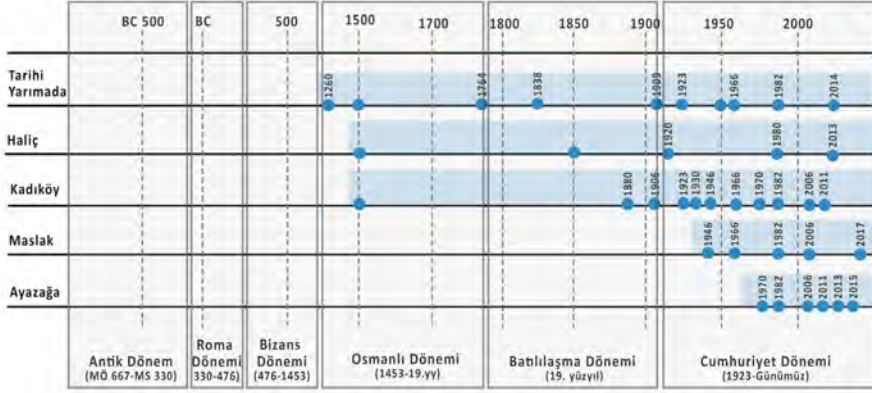 BC 500 BC 500 1500 1700 1800 1850 1900 1950 2000
Tarihi
Yarımada
1260 1764 1838 1909 1923 1966 1982 2014
Haliç
1920 1980 2013
Kadıköy
1880 1906 1923 1930 1946 1966 1970 1982 2006 2011
Maslak
1946 1966 1982 2006 2017
Ayazağa
1970 1982 2006 2011 2013 2015
Antik Dönem
(MÖ 667-MS 330)
Roma
Dönemi
330-476)
Bizans
Dönemi
(476-1453)
Osmanlı Dönemi
(1453-19.yy)
Batılılaşma Dönemi
(19. yüzyıl)
Cumhuriyet Dönemi
(1923-Günümüz)